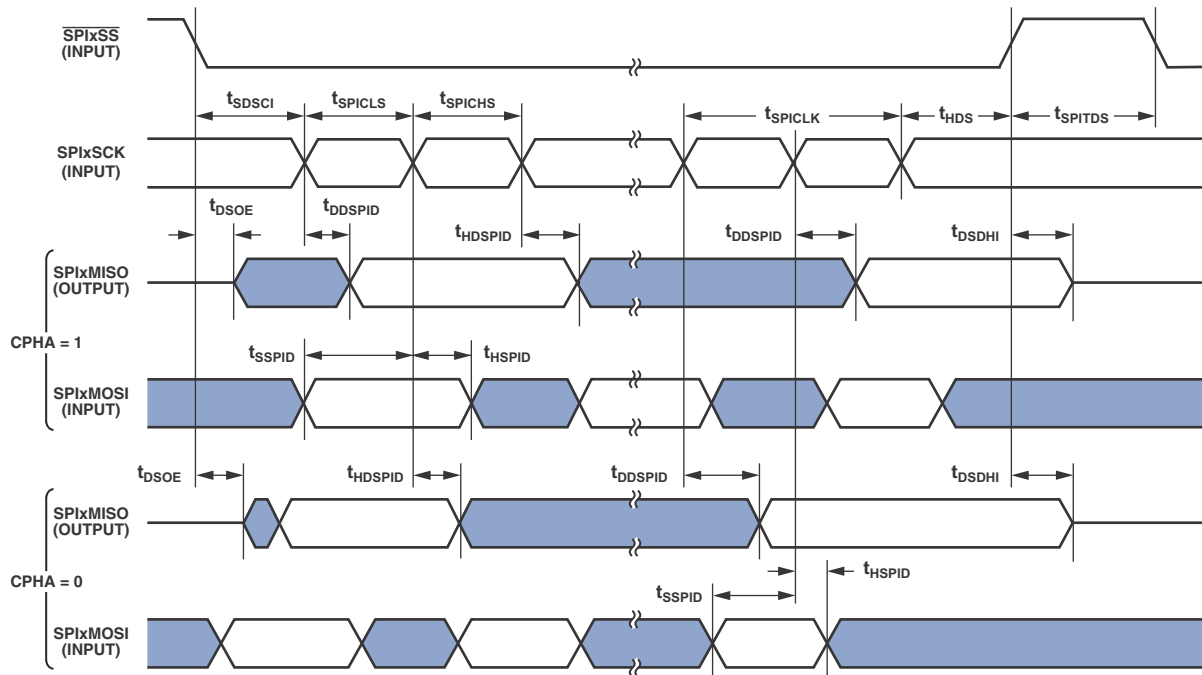 SPIxSS
(INPUT)
tSDSCI tSPICLS tSPICHS tSPICLK tHDS tSPITDS
SPIxSCK
(INPUT)
tDSOE tDDSPID tHDSPID tDDSPID tDSDHI
SPIxMISO
(OUTPUT)
CPHA = 1
tSSPID tHSPID
SPIxMOSI
(INPUT)
tDSOE tHDSPID tDDSPID tDSDHI
SPIxMISO
(OUTPUT)
CPHA = 0
tSSPID tHSPID
SPIxMOSI
(INPUT)